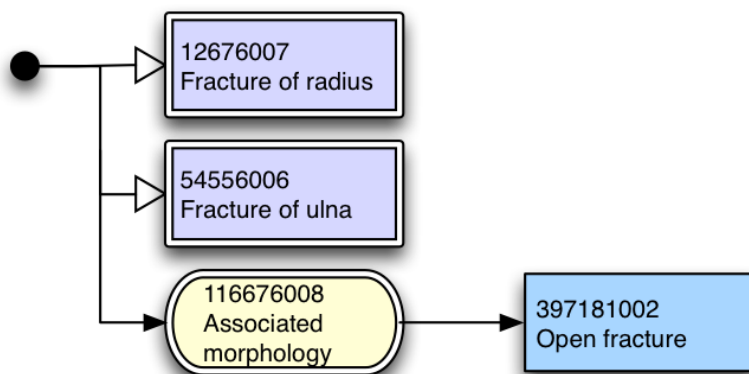 12676007
Fracture of radius
54556006
Fracture of ulna
116676008
Associated
morphology
397181002
Open fracture